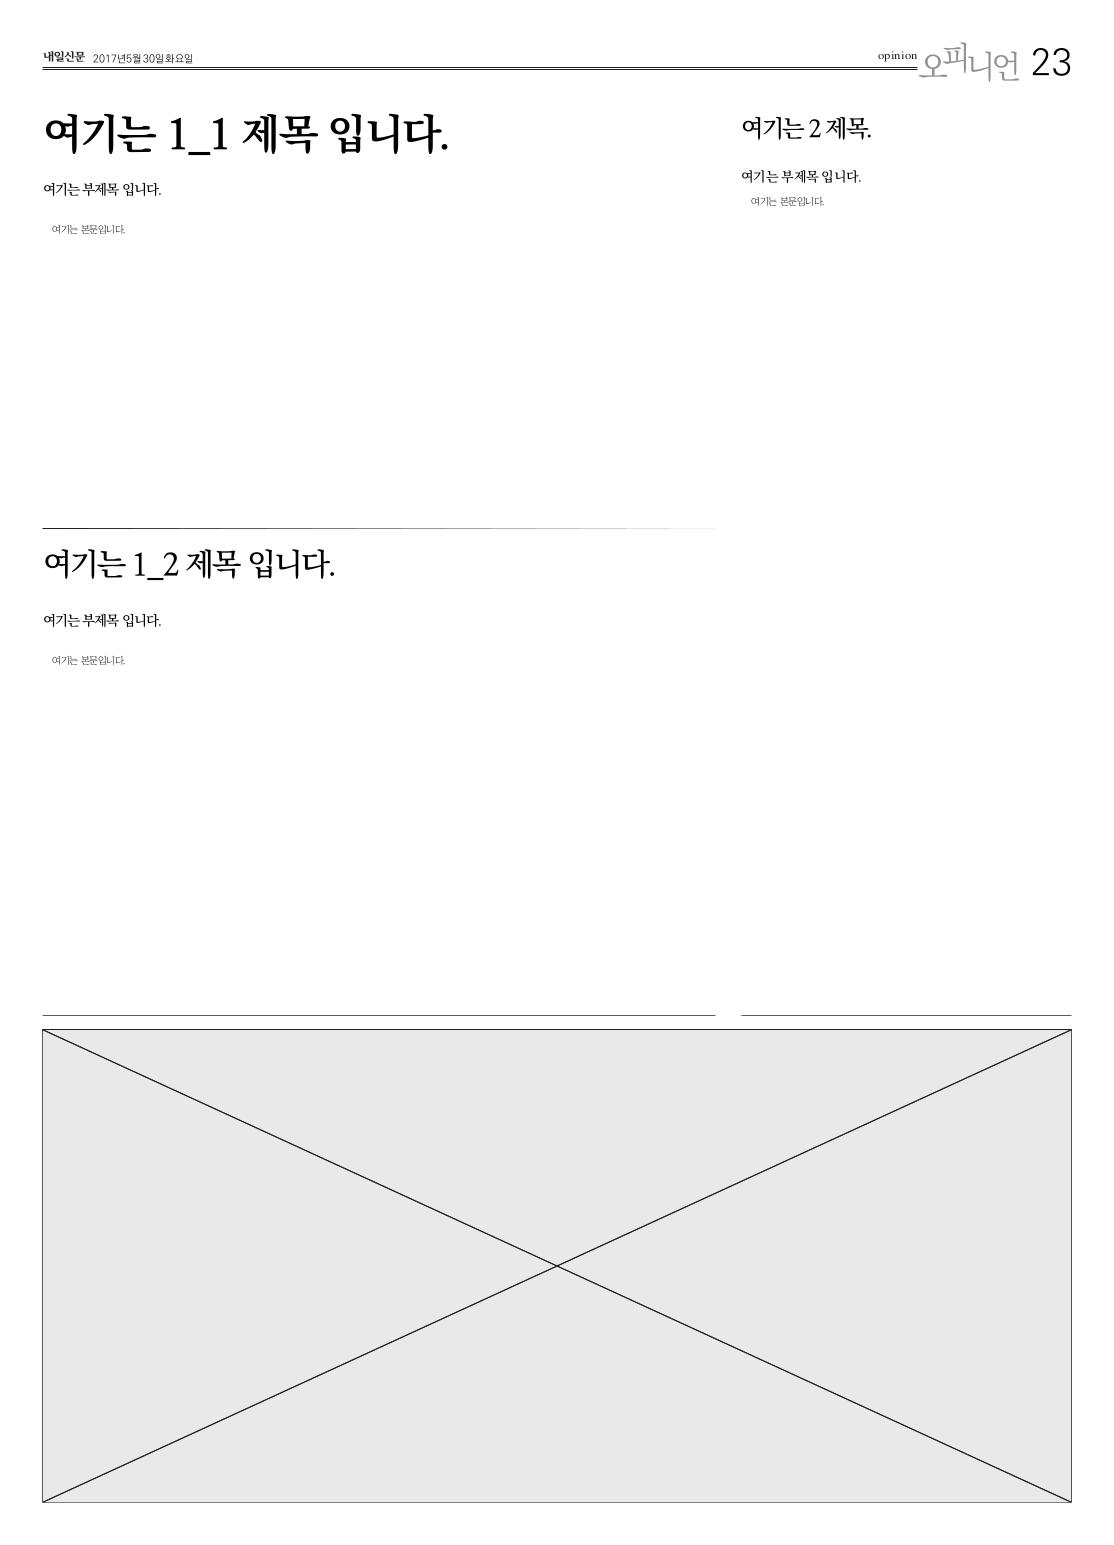 내일신문 2017년5월30일화요일
opinion 오피니언 23
여기는 1_1 제목 입니다.
여기는 부제목 입니다.
여기는 본문입니다.
여기는 1_2 제목 입니다.
여기는 부제목 입니다.
여기는 본문입니다.
여기는 2 제목.
여기는 부제목 입니다.
여기는 본문입니다.